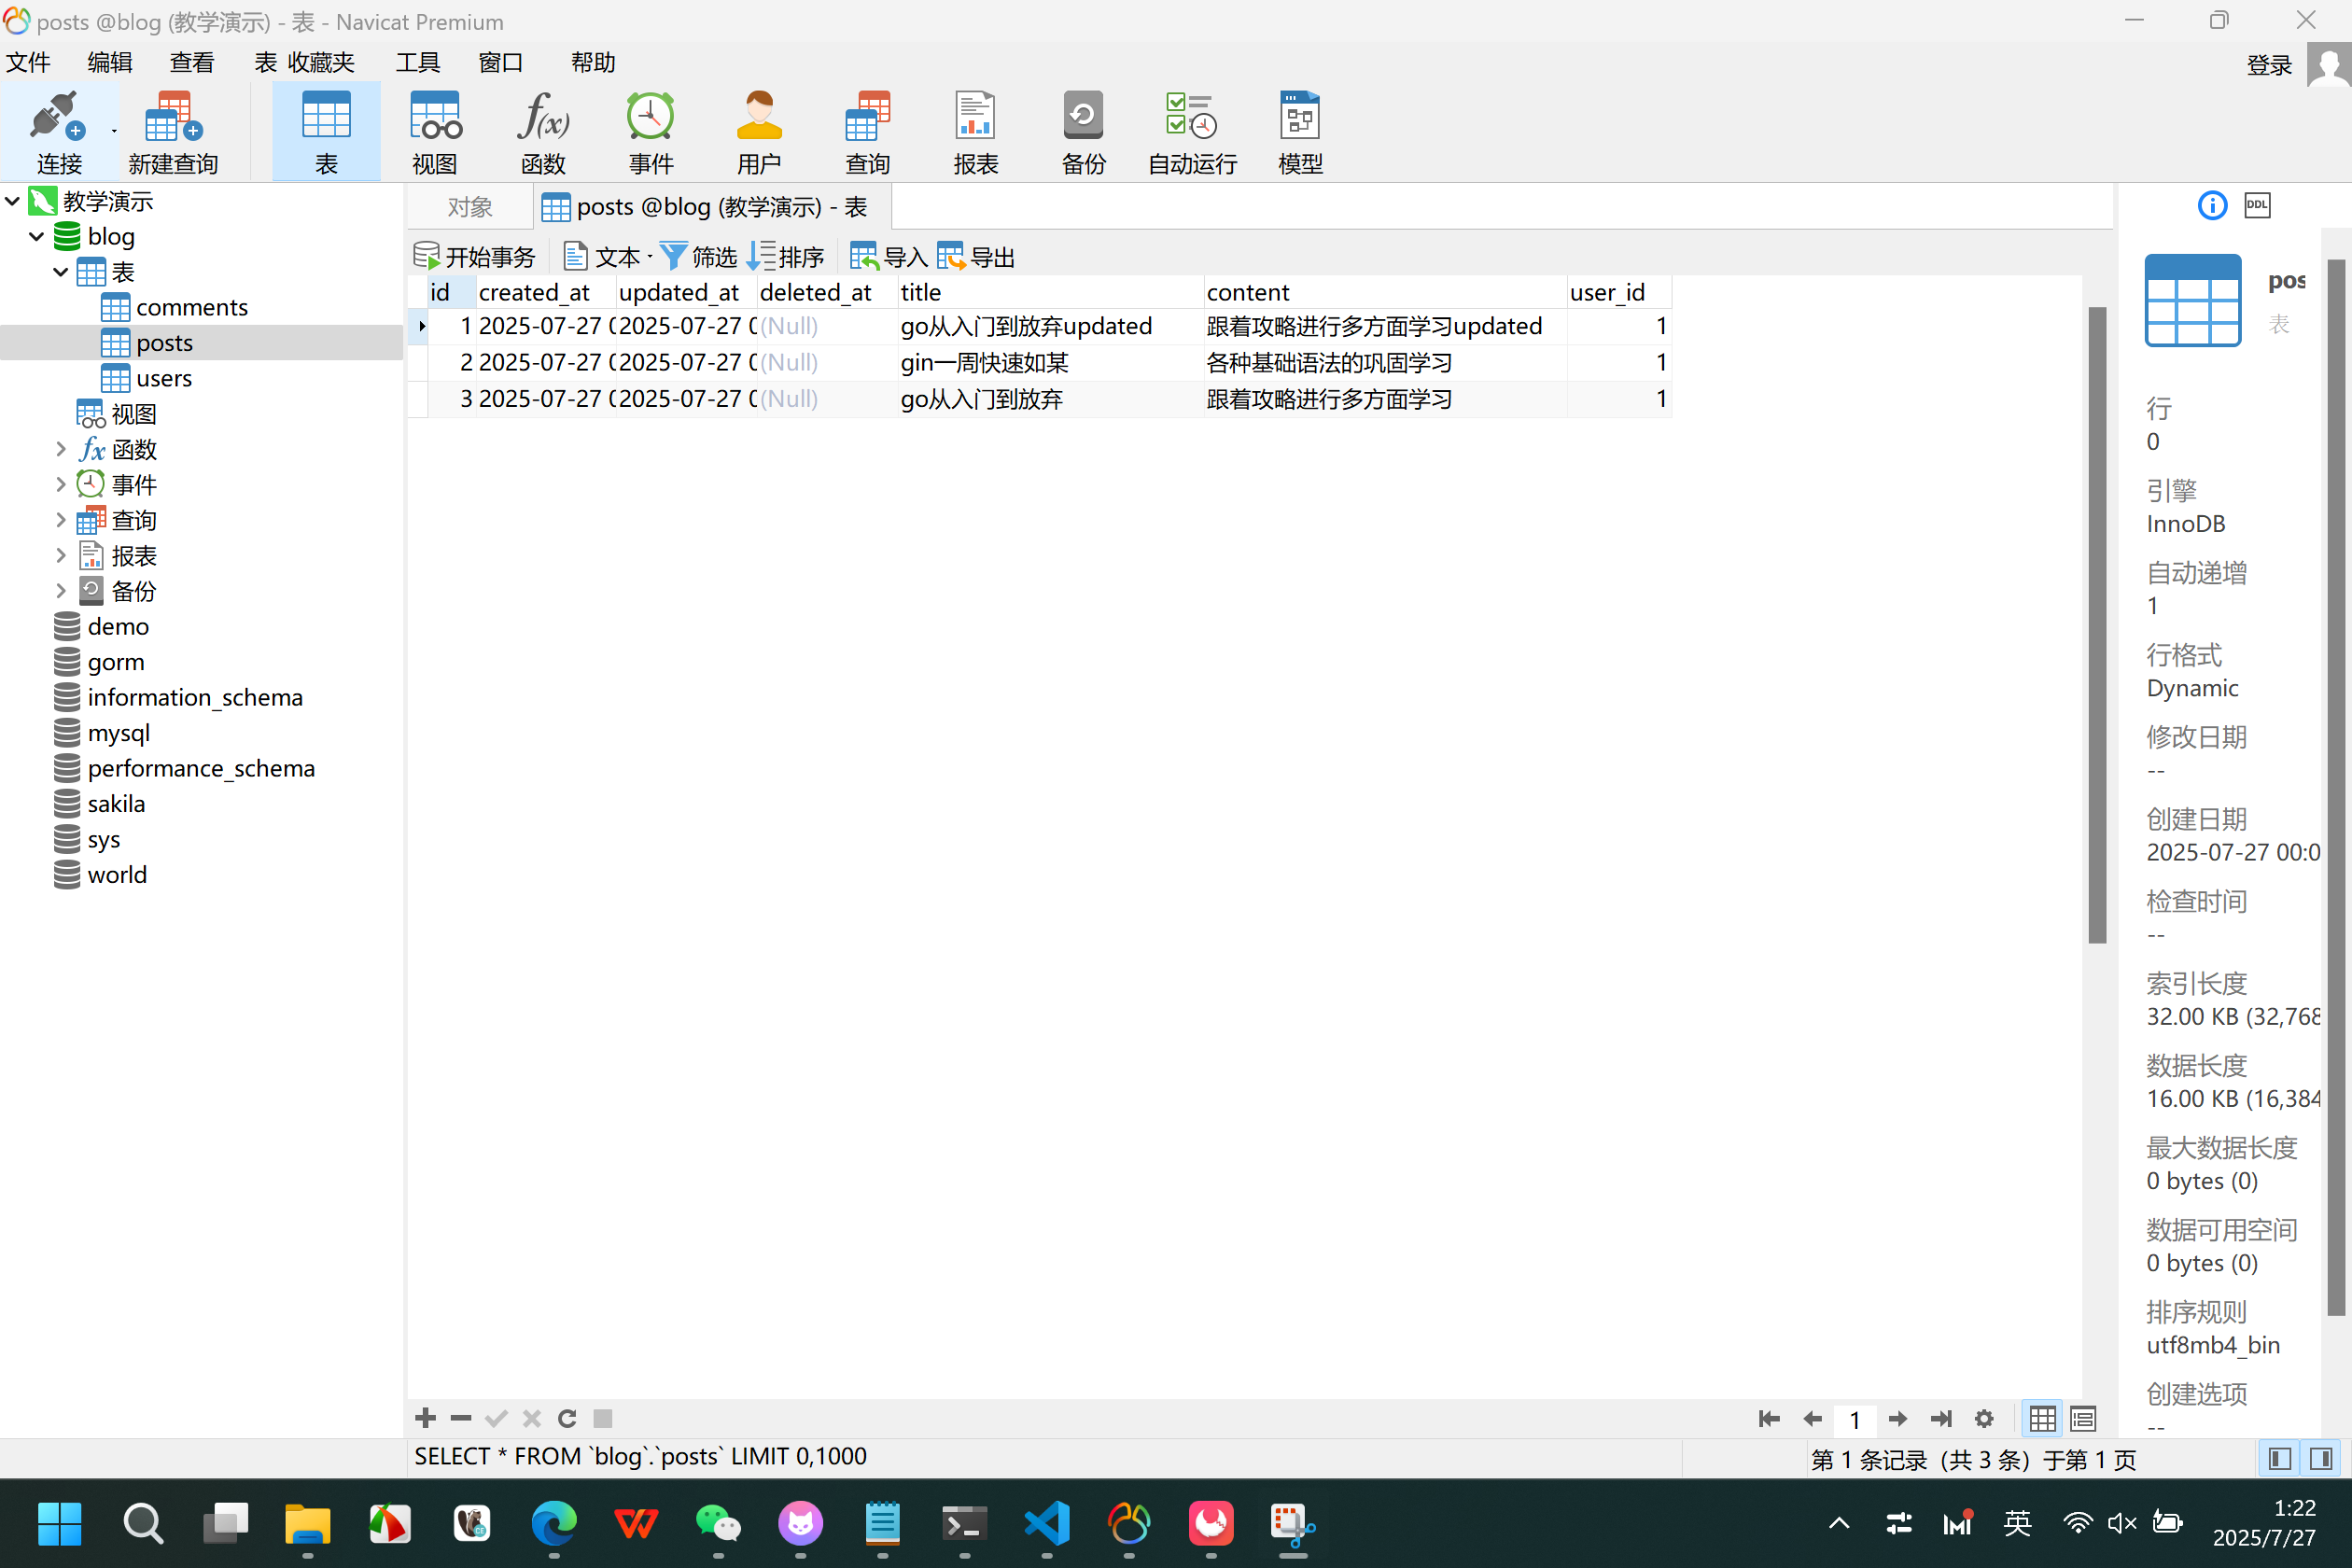 posts @blog (教学演示) - 表 - Navicat Premium
文件 编辑 查看 表 收藏夹 工具 窗口 帮助 登录
连接 新建查询 表 视图 函数 事件 用户 查询 报表 备份 自动运行 模型
教学演示
blog
表
comments
posts
users
视图
函数
事件
查询
报表
备份
demo
gorm
information_schema
mysql
performance_schema
sakila
sys
world
对象 posts @blog (教学演示) - 表
开始事务 文本 筛选 排序 导入 导出
id created_at updated_at deleted_at title content user_id
1 2025-07-27 0 2025-07-27 0 (Null) go从入门到放弃updated 跟着攻略进行多方面学习updated 1
2 2025-07-27 0 2025-07-27 0 (Null) gin一周快速如某 各种基础语法的巩固学习 1
3 2025-07-27 0 2025-07-27 0 (Null) go从入门到放弃 跟着攻略进行多方面学习 1
DDL
pos
表
行
0
引擎
InnoDB
自动递增
1
行格式
Dynamic
修改日期
--
创建日期
2025-07-27 00:0
检查时间
--
索引长度
32.00 KB (32,768
数据长度
16.00 KB (16,384
最大数据长度
0 bytes (0)
数据可用空间
0 bytes (0)
排序规则
utf8mb4_bin
创建选项
--
1
SELECT * FROM `blog`.`posts` LIMIT 0,1000
第 1 条记录（共 3 条）于第 1 页
英
1:22
2025/7/27